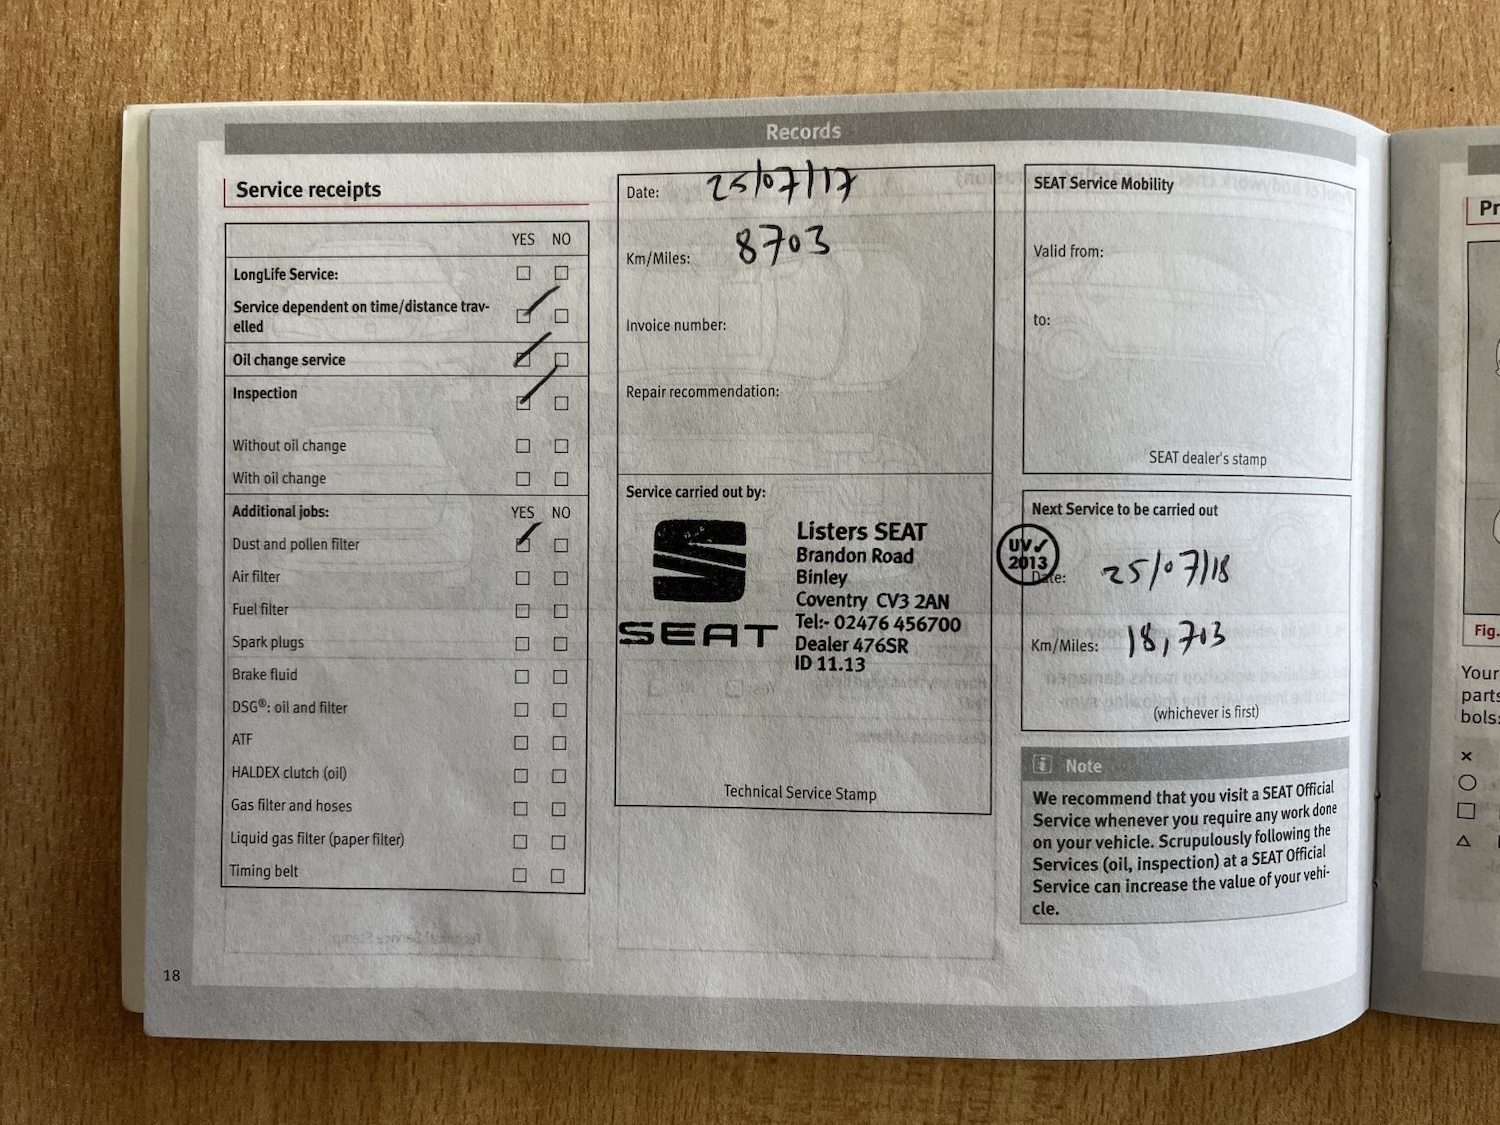 Records
Service receipts
YES NO
LongLife Service:
Service dependent on time/distance trav-
elled
Oil change service
Inspection
Without oil change
With oil change
Additional jobs: YES NO
Dust and pollen filter
Air filter
Fuel filter
Spark plugs
Brake fluid
DSG®: oil and filter
ATF
HALDEX clutch (oil)
Gas filter and hoses
Liquid gas filter (paper filter)
Timing belt
18
Date: 25/07/17
Km/Miles: 8703
Invoice number:
Repair recommendation:
Service carried out by:
SEAT
Listers SEAT
Brandon Road
Binley
Coventry CV3 2AN
Tel:- 02476 456700
Dealer 476SR
ID 11.13
Technical Service Stamp
SEAT Service Mobility
Valid from:
to:
SEAT dealer's stamp
Next Service to be carried out
UV✓
2013
Date: 25/07/18
Km/Miles: 18,703
(whichever is first)
Note
We recommend that you visit a SEAT Official
Service whenever you require any work done
on your vehicle. Scrupulously following the
Services (oil, inspection) at a SEAT Official
Service can increase the value of your vehi-
cle.
Pr
Fig.
Your
parts
bols: